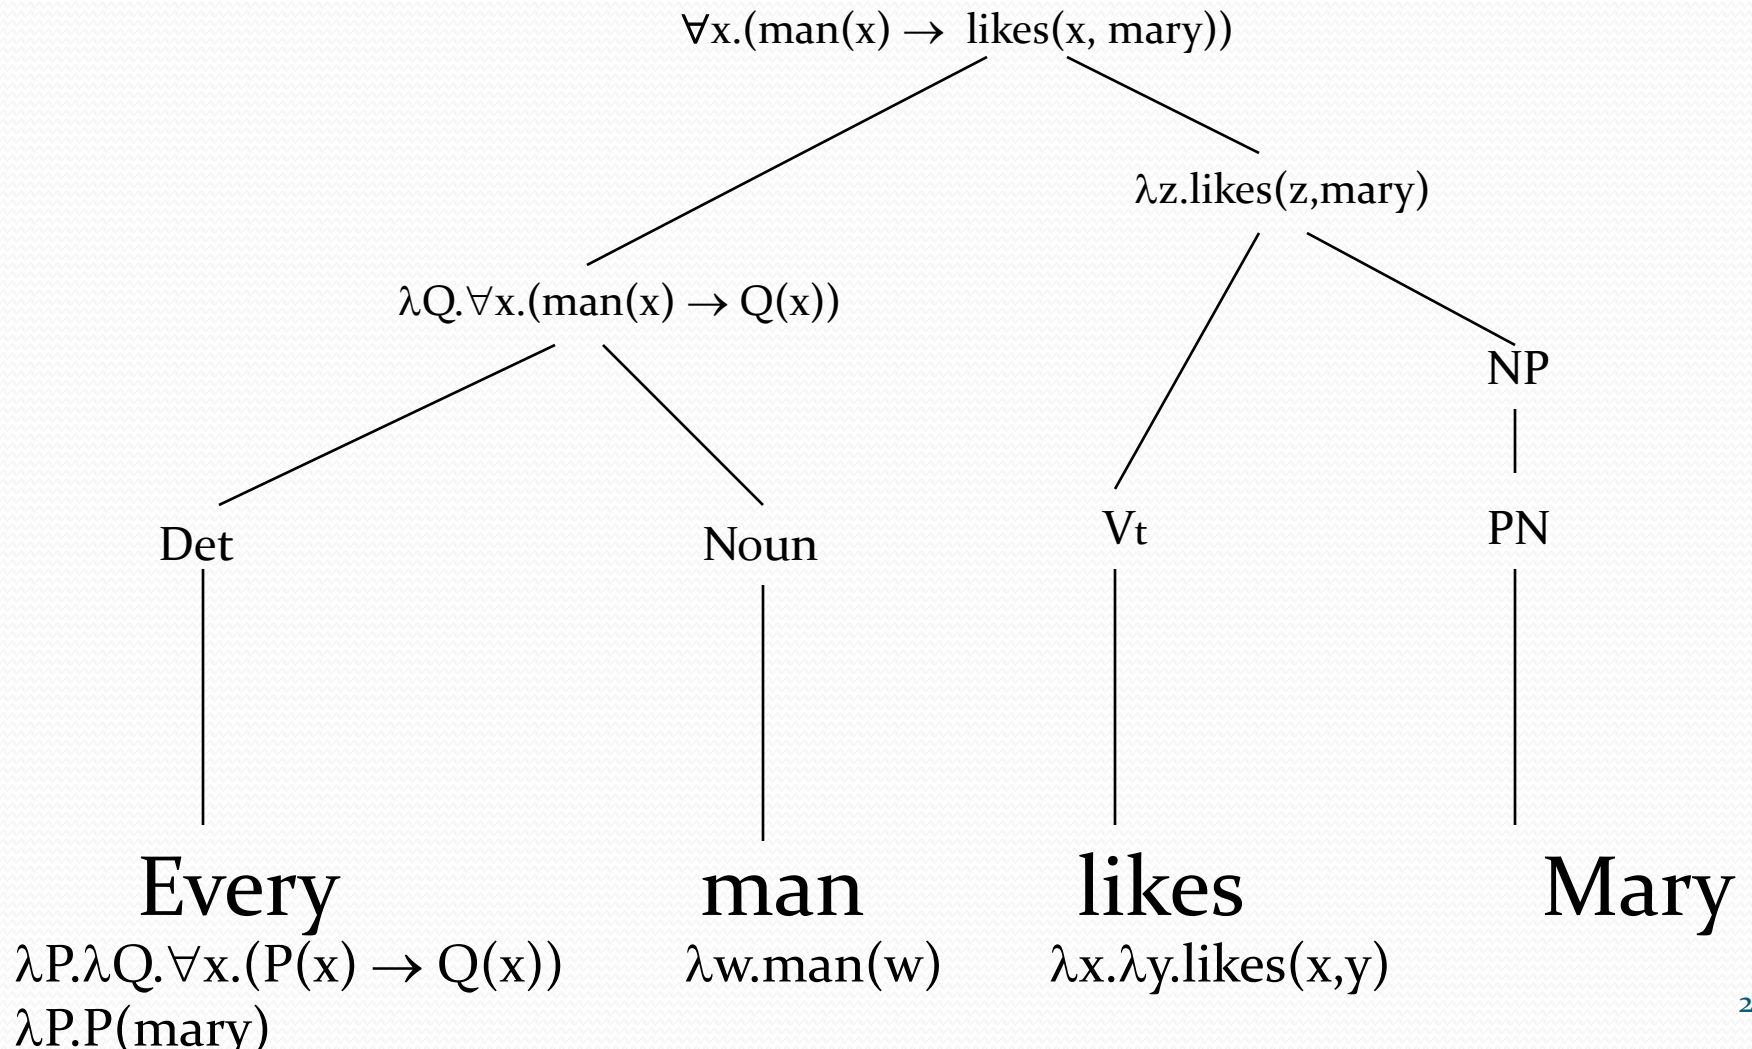 ∀x.(man(x) → likes(x, mary))
λz.likes(z,mary)
λQ.∀x.(man(x) → Q(x))
NP
Det Noun Vt PN
Every man likes Mary
λP.λQ.∀x.(P(x) → Q(x)) λw.man(w) λx.λy.likes(x,y)
λP.P(mary)
2